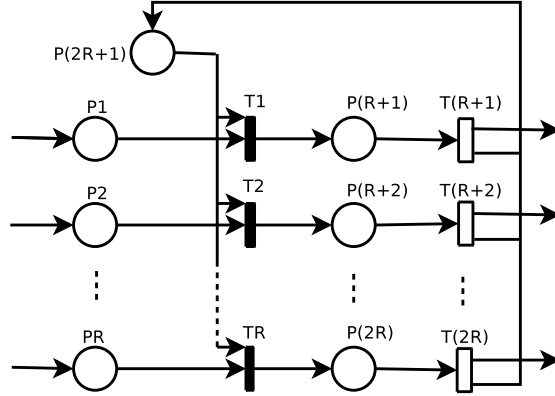 P(2R+1)
P1 T1 P(R+1) T(R+1)
P2 T2 P(R+2) T(R+2)
PR TR P(2R) T(2R)